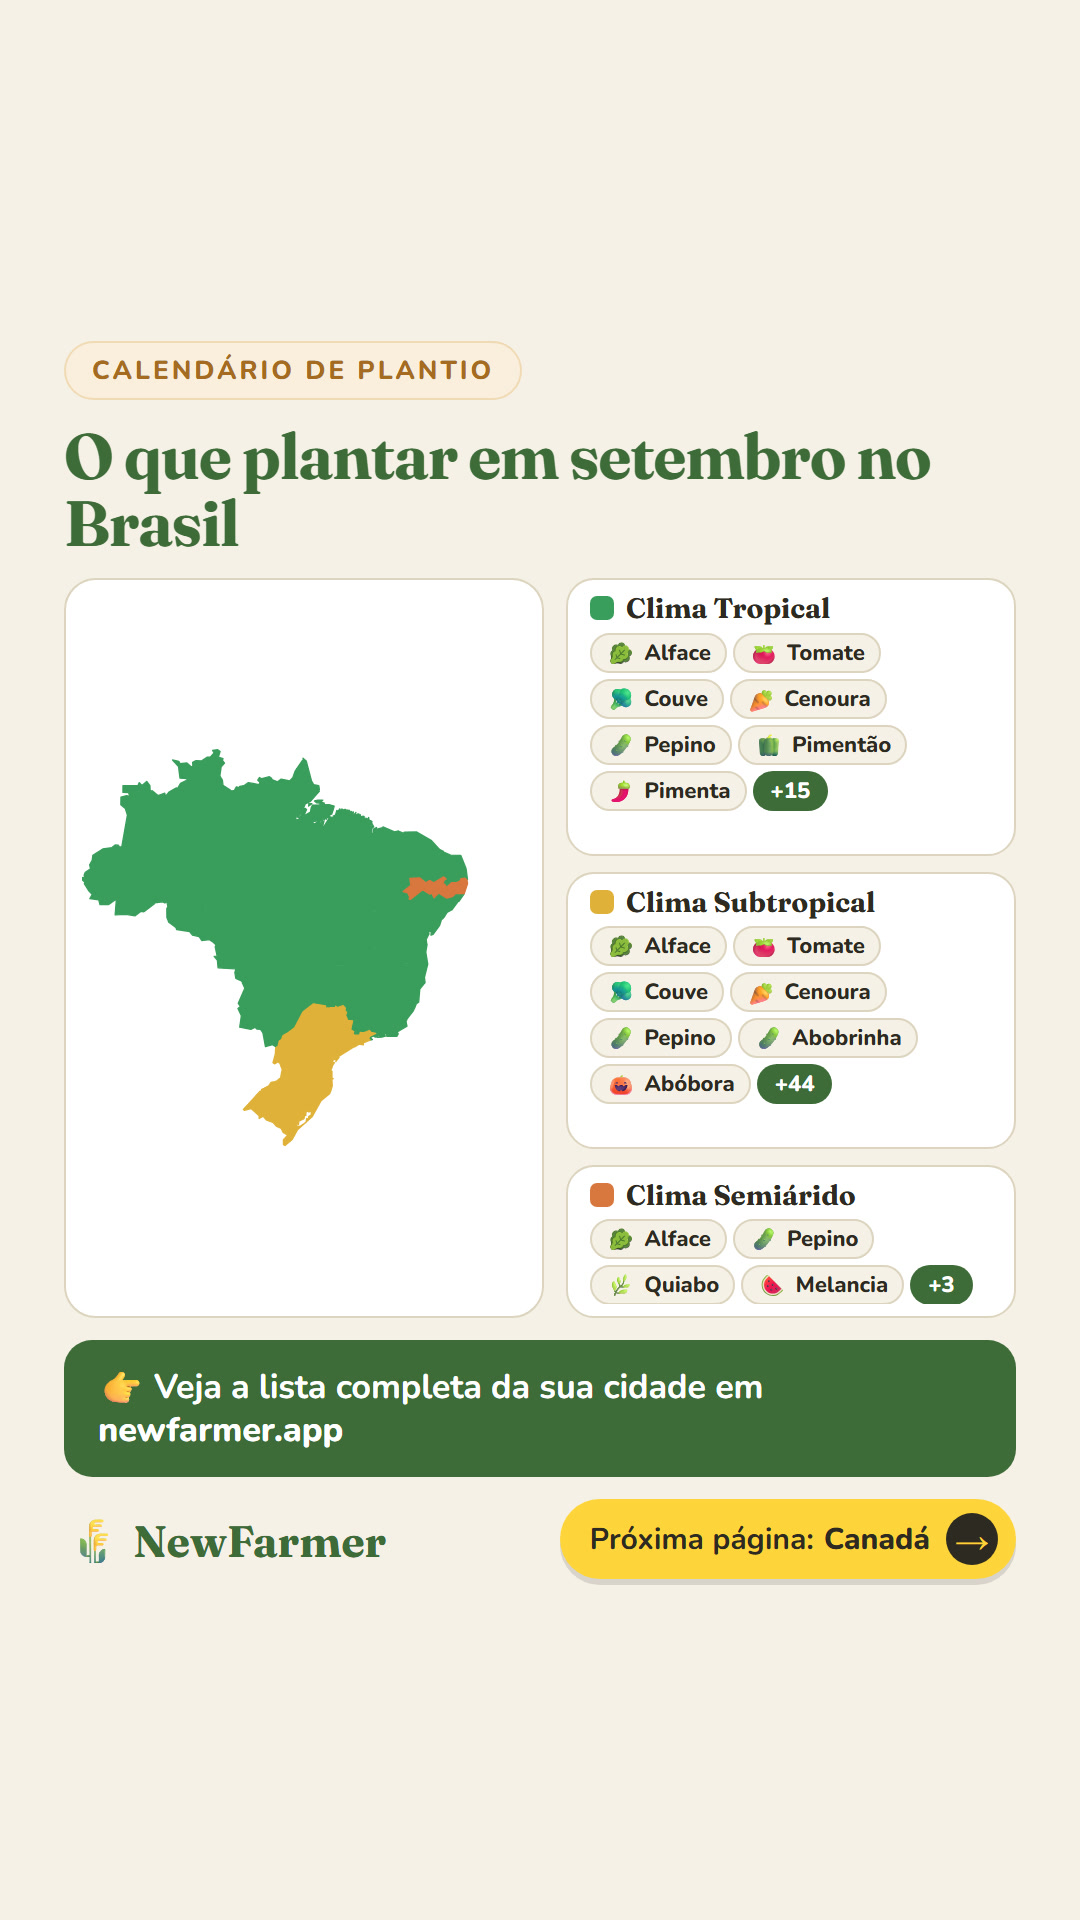 CALENDÁRIO DE PLANTIO
O que plantar em setembro no
Brasil
Clima Tropical
Alface Tomate
Couve Cenoura
Pepino Pimentão
Pimenta +15
Clima Subtropical
Alface Tomate
Couve Cenoura
Pepino Abobrinha
Abóbora +44
Clima Semiárido
Alface Pepino
Quiabo Melancia +3
👉 Veja a lista completa da sua cidade em
newfarmer.app
NewFarmer
Próxima página: Canadá →